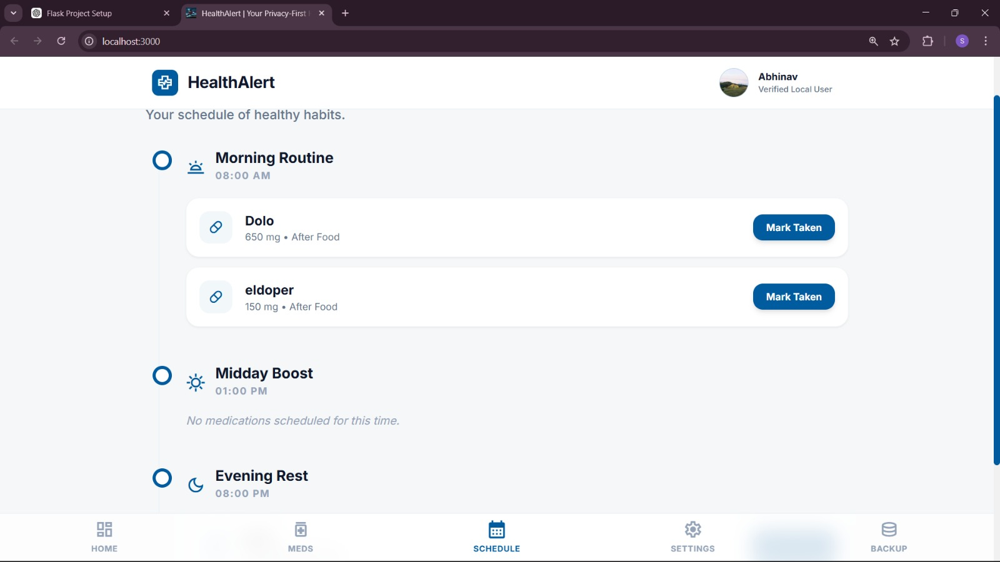 Flask Project Setup
HealthAlert | Your Privacy-First
localhost:3000
S
HealthAlert
Abhinav
Verified Local User
Your schedule of healthy habits.
Morning Routine
08:00 AM
Dolo
650 mg • After Food
Mark Taken
eldoper
150 mg • After Food
Mark Taken
Midday Boost
01:00 PM
No medications scheduled for this time.
Evening Rest
08:00 PM
HOME
MEDS
SCHEDULE
SETTINGS
BACKUP